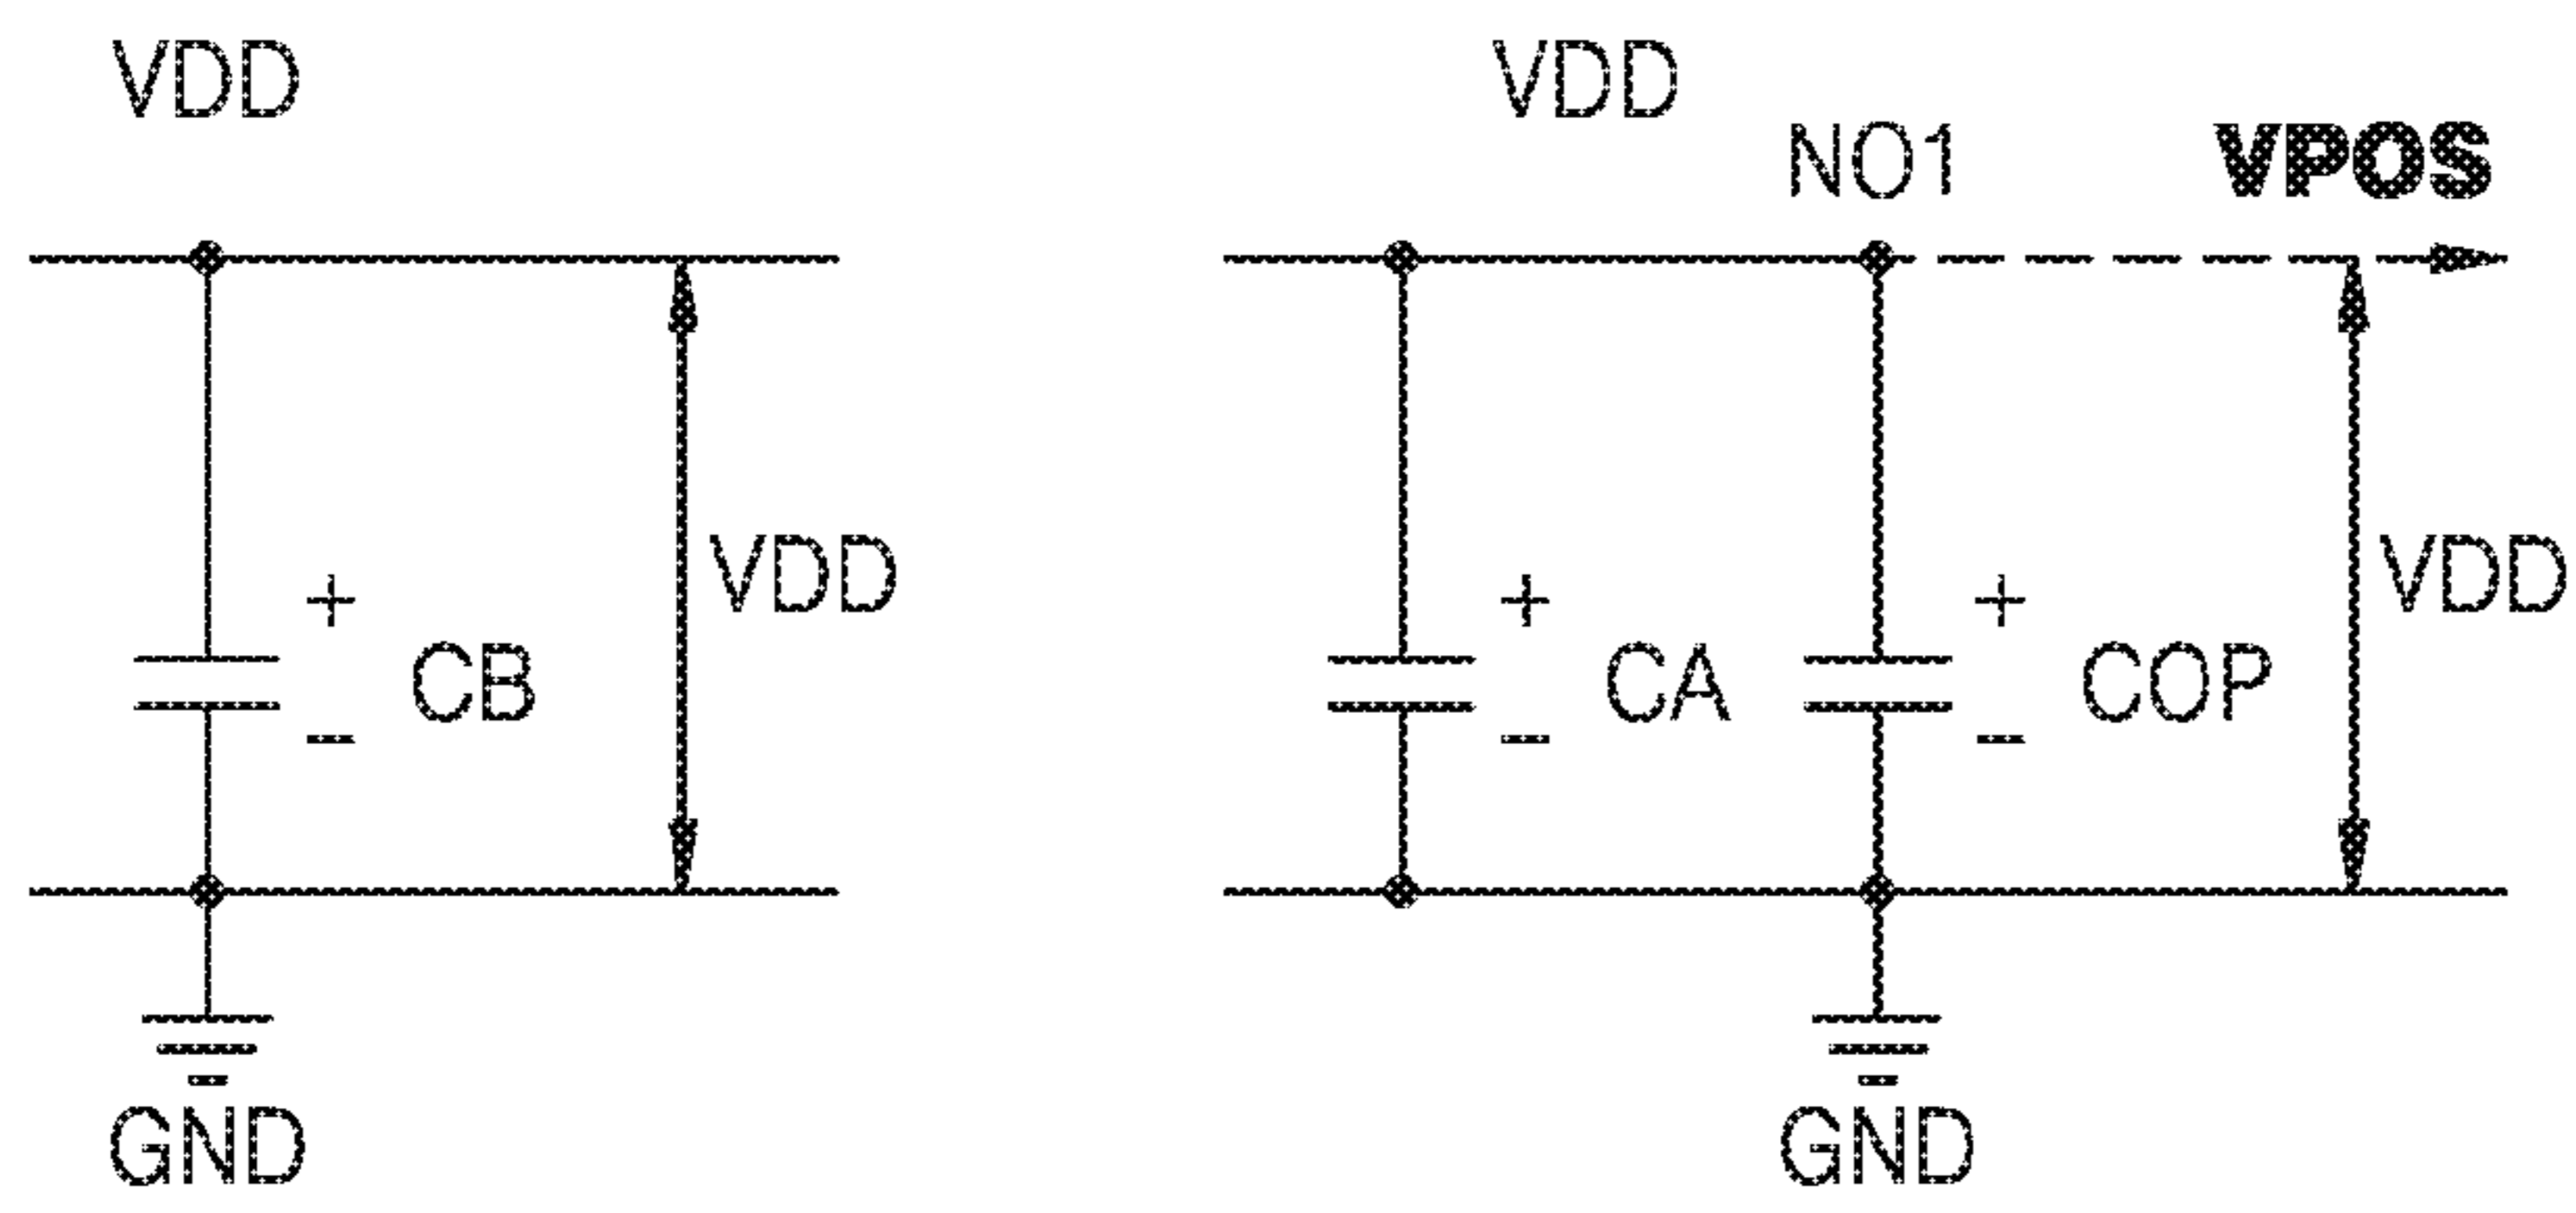 VDD
VDD
NO1
VPOS
VDD
VDD
+
+
+
CB
CA
COP
-
-
-
GND
GND